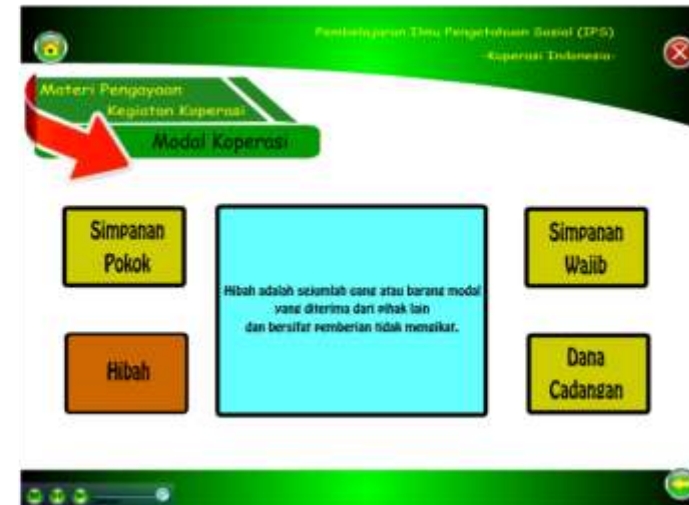 Pembelajaran Ilmu Pengetahuan Sosial (IPS)
-Koperasi Indonesia-
Materi Pengayaan
Kegiatan Koperasi
Modal Koperasi
Simpanan
Pokok
Hibah adalah sejumlah uang atau barang modal
yang diterima dari pihak lain
dan bersifat pemberian tidak mengikat.
Simpanan
Wajib
Hibah
Dana
Cadangan